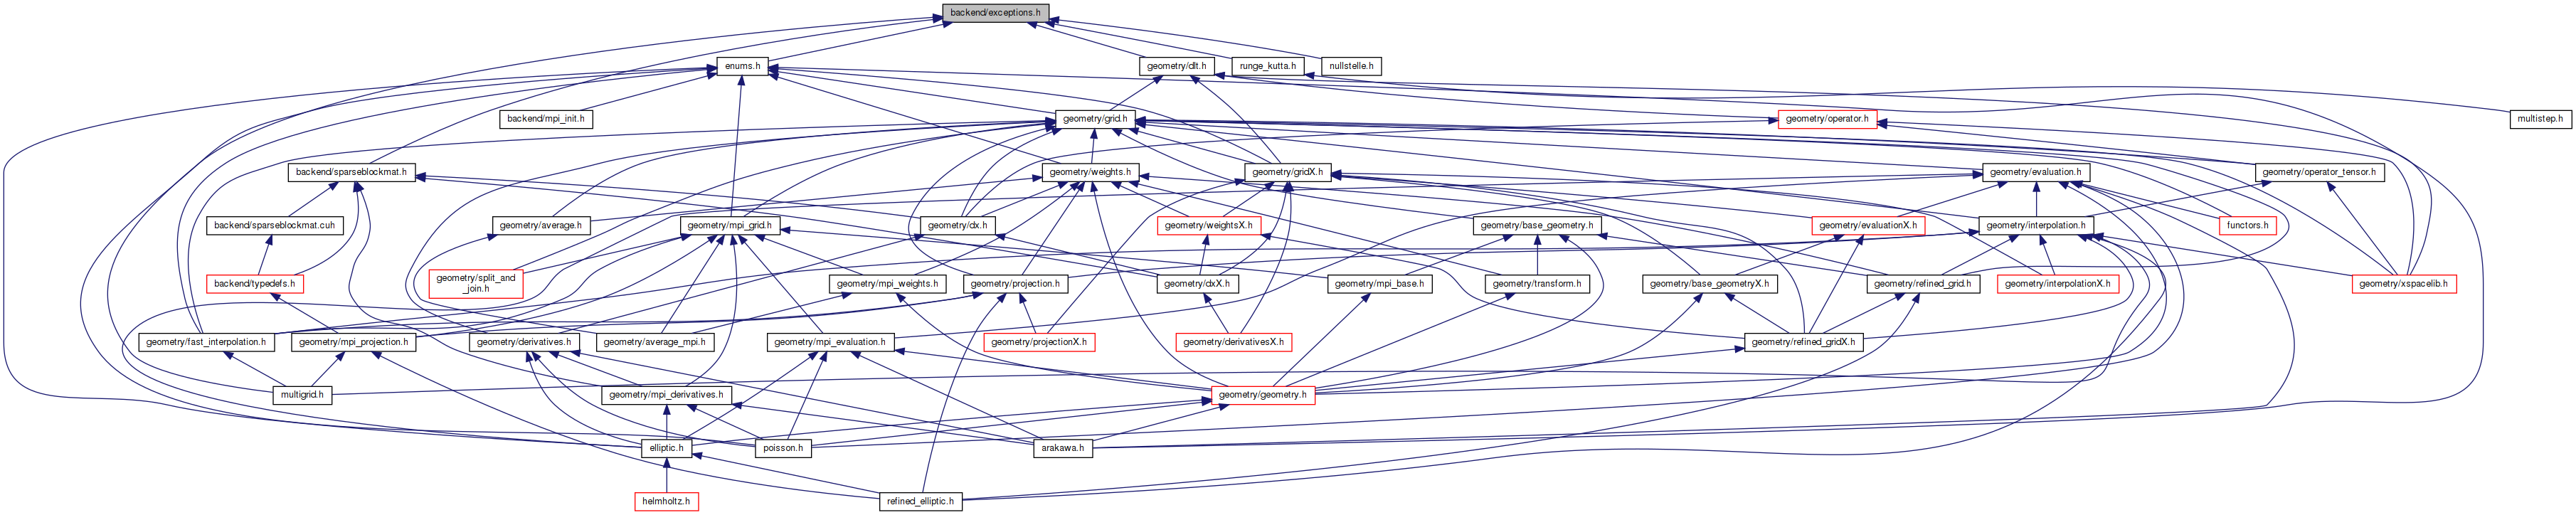 backend/exceptions.h
enums.h
geometry/dlt.h
runge_kutta.h
nullstelle.h
backend/mpi_init.h
geometry/grid.h
geometry/operator.h
multistep.h
backend/sparseblockmat.h
geometry/weights.h
geometry/gridX.h
geometry/evaluation.h
geometry/operator_tensor.h
backend/sparseblockmat.cuh
geometry/average.h
geometry/mpi_grid.h
geometry/dx.h
geometry/weightsX.h
geometry/base_geometry.h
geometry/evaluationX.h
geometry/interpolation.h
functors.h
backend/typedefs.h
geometry/split_and
_join.h
geometry/mpi_weights.h
geometry/projection.h
geometry/dxX.h
geometry/mpi_base.h
geometry/transform.h
geometry/base_geometryX.h
geometry/refined_grid.h
geometry/interpolationX.h
geometry/xspacelib.h
geometry/fast_interpolation.h
geometry/mpi_projection.h
geometry/derivatives.h
geometry/average_mpi.h
geometry/mpi_evaluation.h
geometry/projectionX.h
geometry/derivativesX.h
geometry/refined_gridX.h
multigrid.h
geometry/mpi_derivatives.h
geometry/geometry.h
elliptic.h
poisson.h
arakawa.h
helmholtz.h
refined_elliptic.h